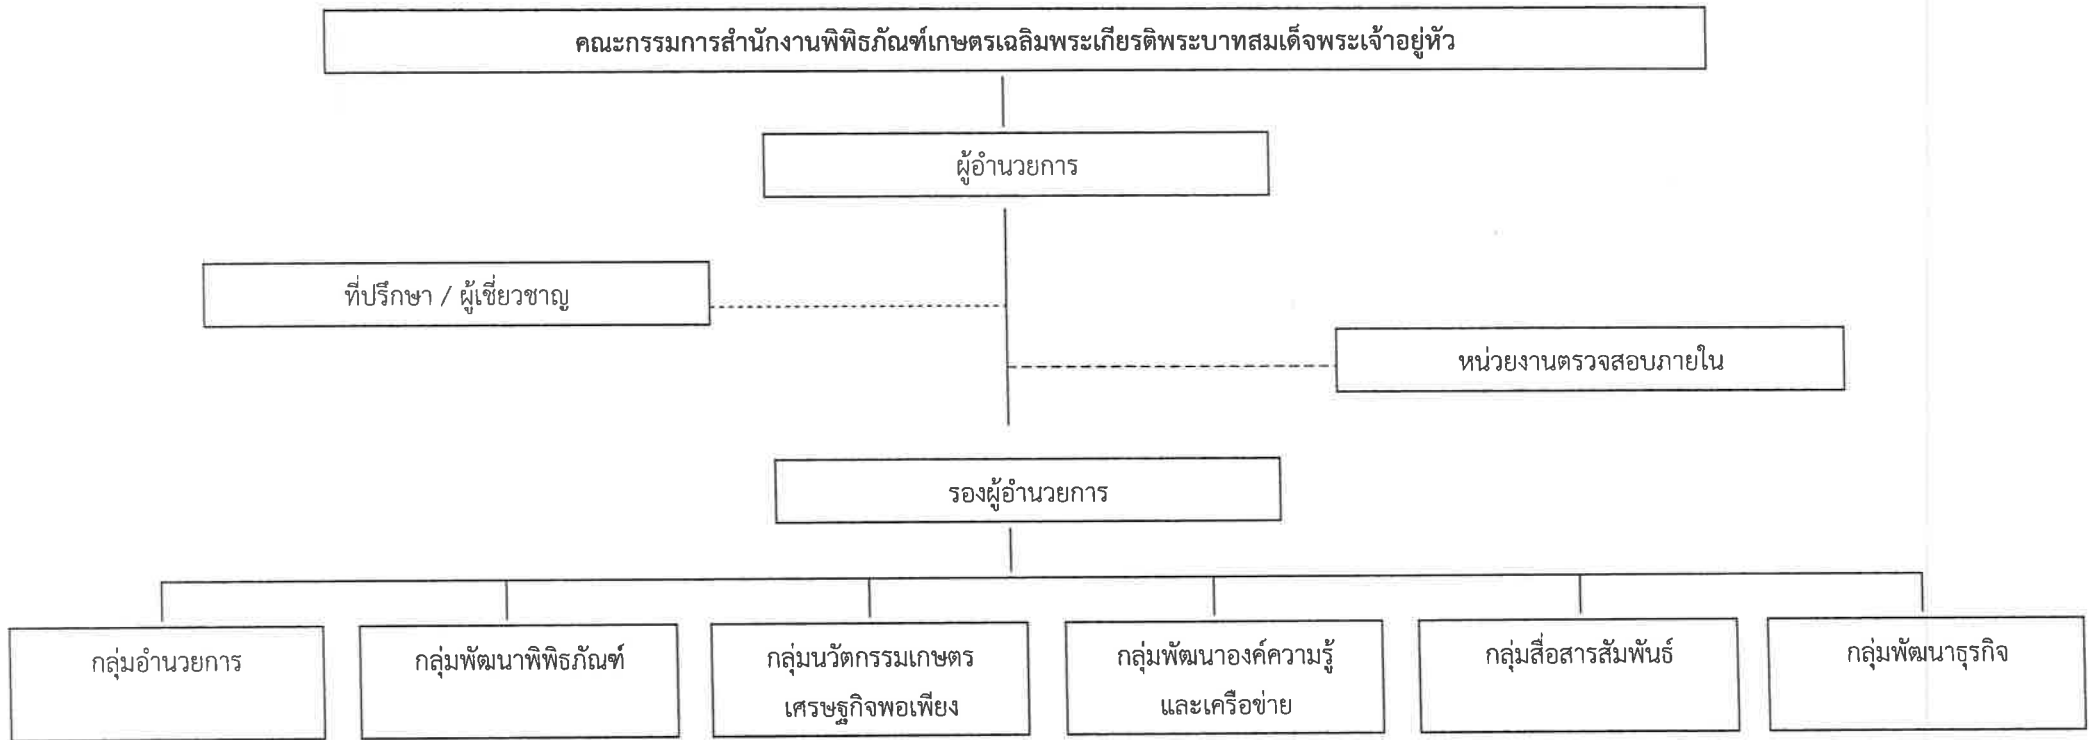 คณะกรรมการสำนักงานพิพิธภัณฑ์เกษตรเฉลิมพระเกียรติพระบาทสมเด็จพระเจ้าอยู่หัว
ผู้อำนวยการ
ที่ปรึกษา / ผู้เชี่ยวชาญ
หน่วยงานตรวจสอบภายใน
รองผู้อำนวยการ
กลุ่มอำนวยการ
กลุ่มพัฒนาพิพิธภัณฑ์
กลุ่มนวัตกรรมเกษตร
เศรษฐกิจพอเพียง
กลุ่มพัฒนาองค์ความรู้
และเครือข่าย
กลุ่มสื่อสารสัมพันธ์
กลุ่มพัฒนาธุรกิจ